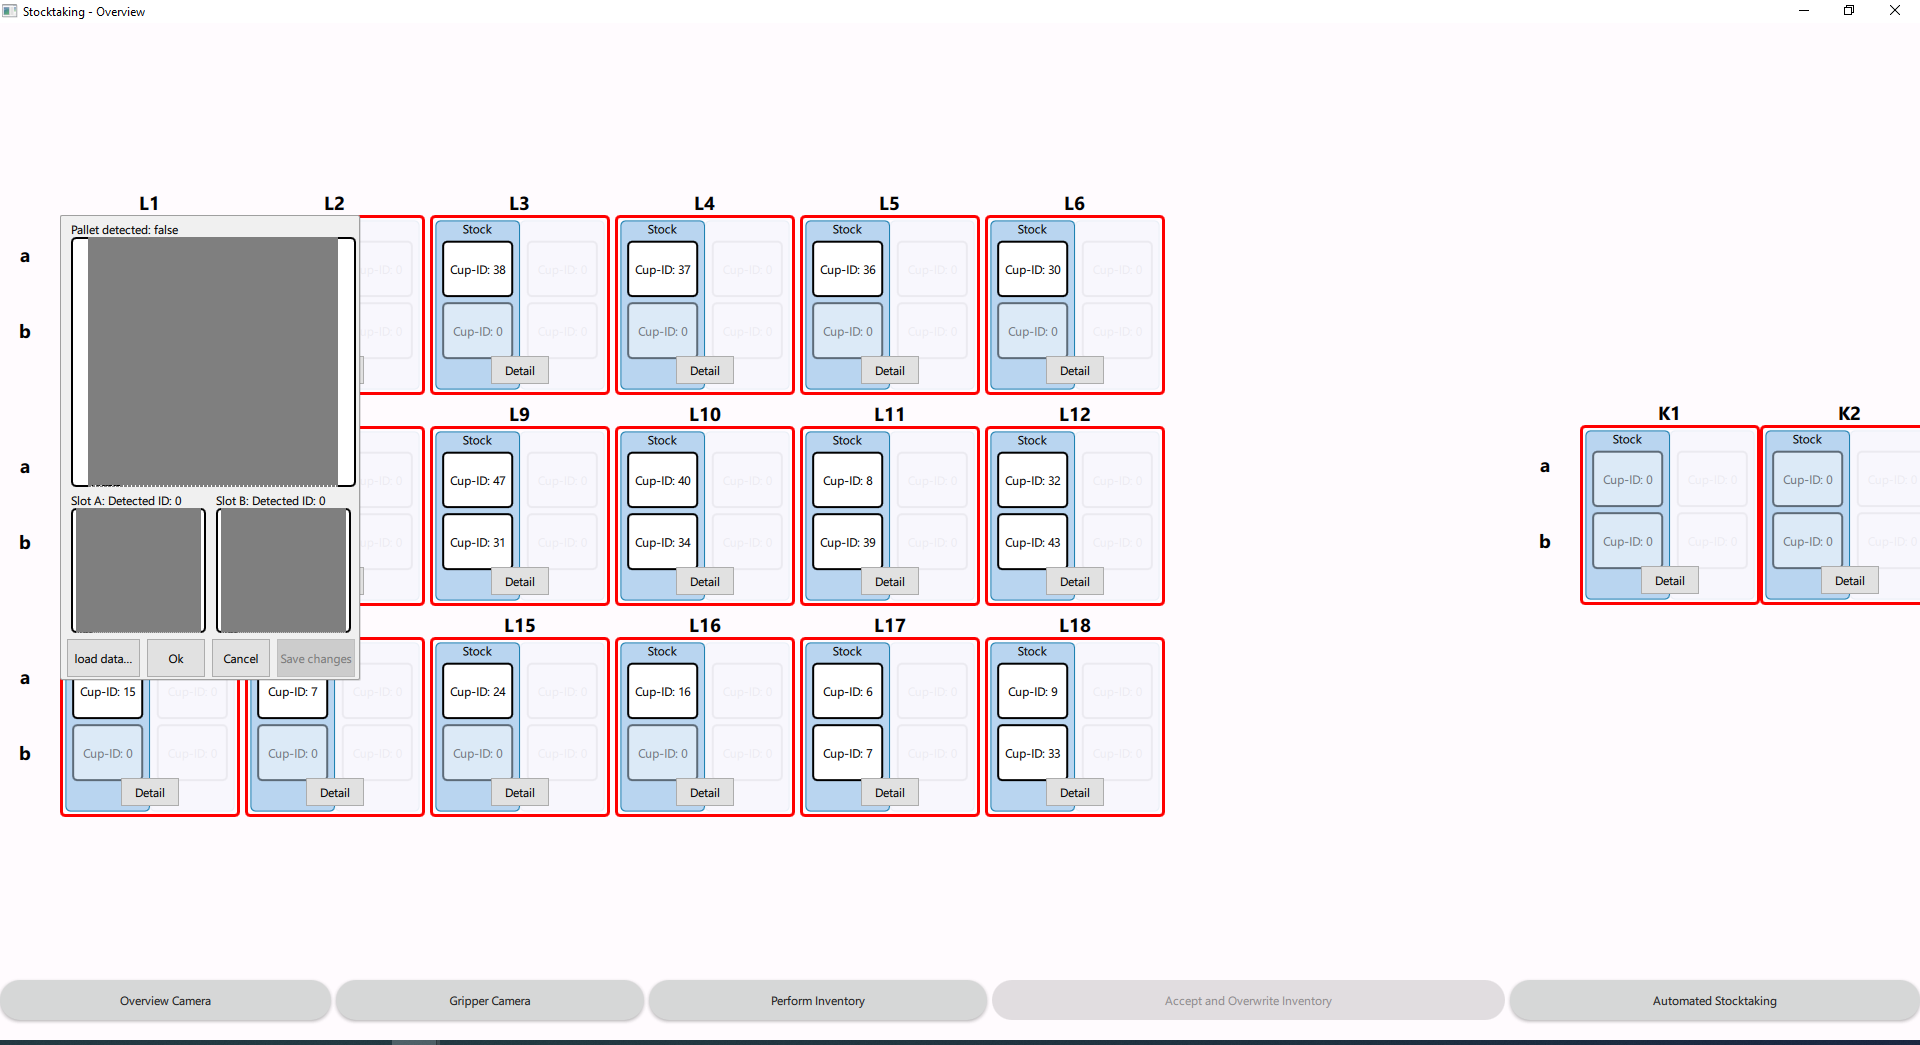 Stocktaking - Overview
L1 L2 L3 L4 L5 L6
Pallet detected: false
Stock Stock Stock Stock
a
Cup-ID: 38 Cup-ID: 0 Cup-ID: 37 Cup-ID: 0 Cup-ID: 36 Cup-ID: 0 Cup-ID: 30 Cup-ID: 0
b
Cup-ID: 0 Cup-ID: 0 Cup-ID: 0 Cup-ID: 0 Cup-ID: 0 Cup-ID: 0 Cup-ID: 0 Cup-ID: 0
Detail Detail Detail Detail
L9 L10 L11 L12 K1 K2
Stock Stock Stock Stock Stock Stock
a
Cup-ID: 47 Cup-ID: 0 Cup-ID: 40 Cup-ID: 0 Cup-ID: 8 Cup-ID: 0 Cup-ID: 32 Cup-ID: 0
a
Cup-ID: 0 Cup-ID: 0 Cup-ID: 0 Cup-ID: 0
Slot A: Detected ID: 0 Slot B: Detected ID: 0
b
Cup-ID: 31 Cup-ID: 0 Cup-ID: 34 Cup-ID: 0 Cup-ID: 39 Cup-ID: 0 Cup-ID: 43 Cup-ID: 0
b
Cup-ID: 0 Cup-ID: 0 Cup-ID: 0 Cup-ID: 0
Detail Detail Detail Detail Detail Detail
L15 L16 L17 L18
load data... Ok Cancel Save changes
Stock Stock Stock Stock
a
Cup-ID: 15 Cup-ID: 0 Cup-ID: 7 Cup-ID: 0 Cup-ID: 24 Cup-ID: 0 Cup-ID: 16 Cup-ID: 0 Cup-ID: 6 Cup-ID: 0 Cup-ID: 9 Cup-ID: 0
b
Cup-ID: 0 Cup-ID: 0 Cup-ID: 0 Cup-ID: 0 Cup-ID: 0 Cup-ID: 0 Cup-ID: 0 Cup-ID: 0 Cup-ID: 7 Cup-ID: 0 Cup-ID: 33 Cup-ID: 0
Detail Detail Detail Detail Detail Detail
Overview Camera Gripper Camera Perform Inventory Accept and Overwrite Inventory Automated Stocktaking